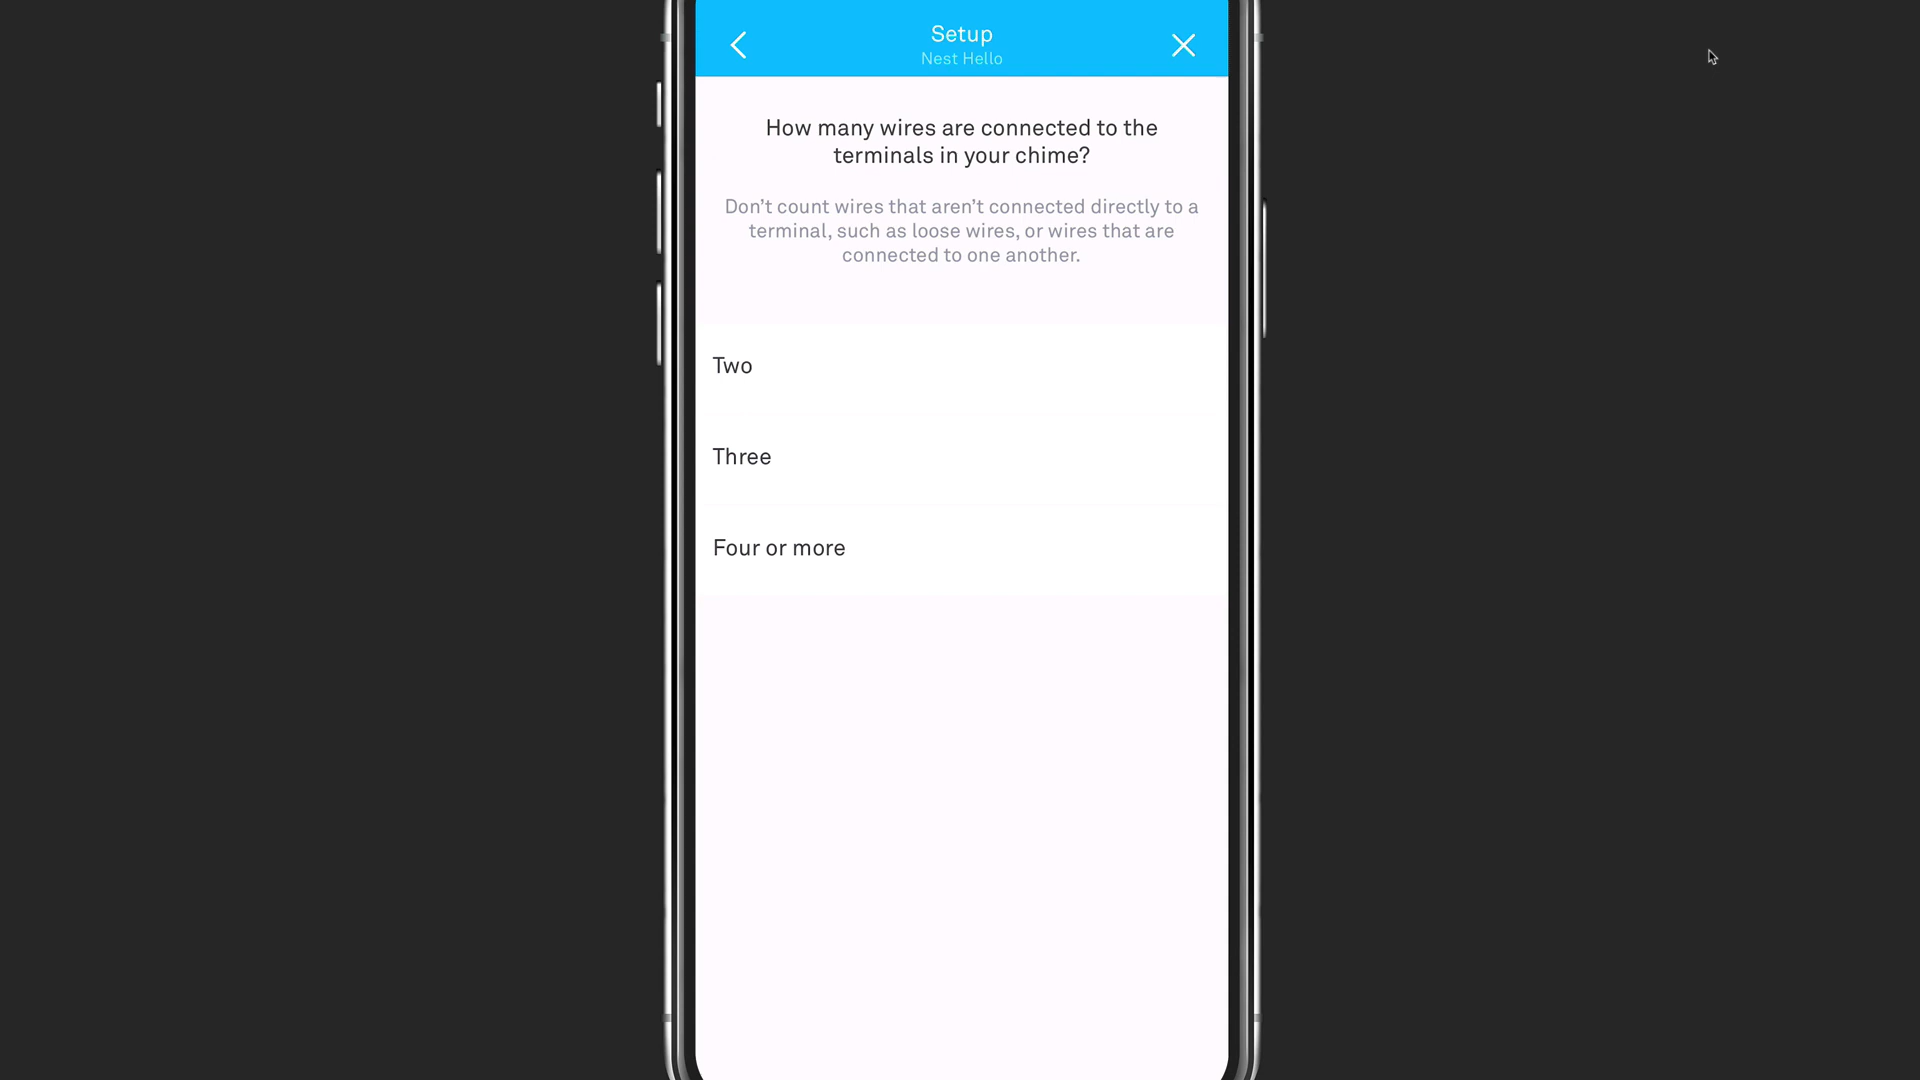 Setup
Nest Hello
How many wires are connected to the
terminals in your chime?
Don’t count wires that aren’t connected directly to a
terminal, such as loose wires, or wires that are
connected to one another.
Two
Three
Four or more